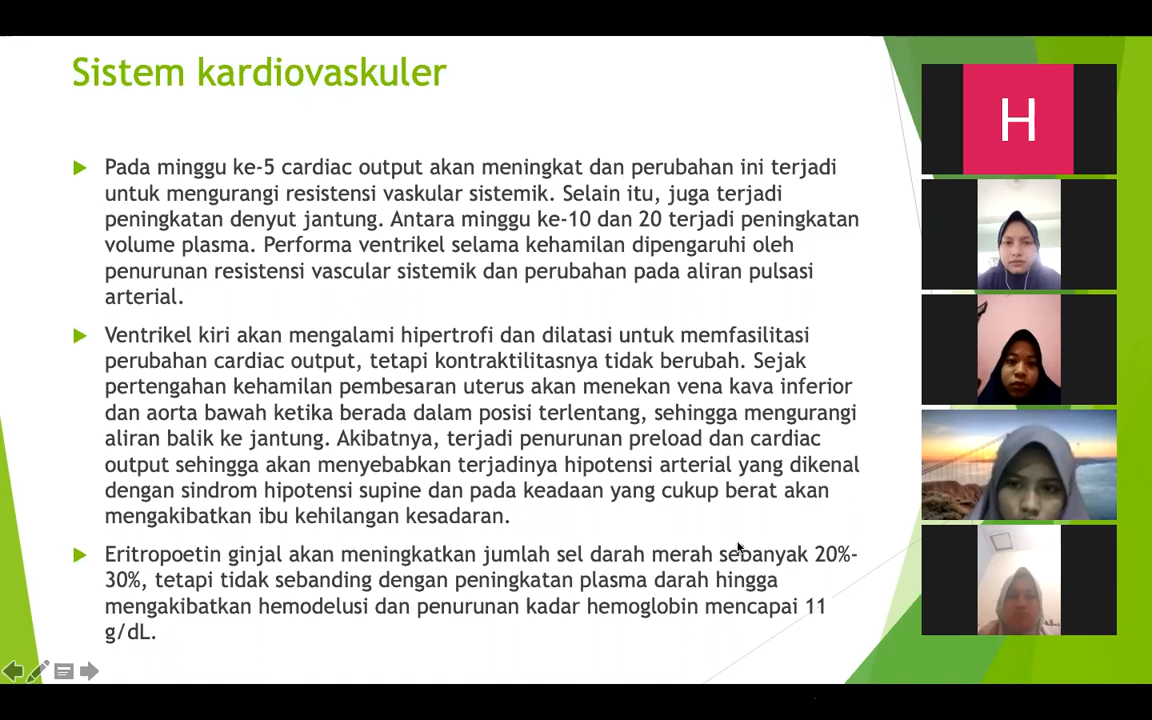 Sistem kardiovaskuler
Pada minggu ke-5 cardiac output akan meningkat dan perubahan ini terjadi
untuk mengurangi resistensi vaskular sistemik. Selain itu, juga terjadi
peningkatan denyut jantung. Antara minggu ke-10 dan 20 terjadi peningkatan
volume plasma. Performa ventrikel selama kehamilan dipengaruhi oleh
penurunan resistensi vascular sistemik dan perubahan pada aliran pulsasi
arterial.
Ventrikel kiri akan mengalami hipertrofi dan dilatasi untuk memfasilitasi
perubahan cardiac output, tetapi kontraktilitasnya tidak berubah. Sejak
pertengahan kehamilan pembesaran uterus akan menekan vena kava inferior
dan aorta bawah ketika berada dalam posisi terlentang, sehingga mengurangi
aliran balik ke jantung. Akibatnya, terjadi penurunan preload dan cardiac
output sehingga akan menyebabkan terjadinya hipotensi arterial yang dikenal
dengan sindrom hipotensi supine dan pada keadaan yang cukup berat akan
mengakibatkan ibu kehilangan kesadaran.
Eritropoetin ginjal akan meningkatkan jumlah sel darah merah sebanyak 20%-
30%, tetapi tidak sebanding dengan peningkatan plasma darah hingga
mengakibatkan hemodelusi dan penurunan kadar hemoglobin mencapai 11
g/dL.
H